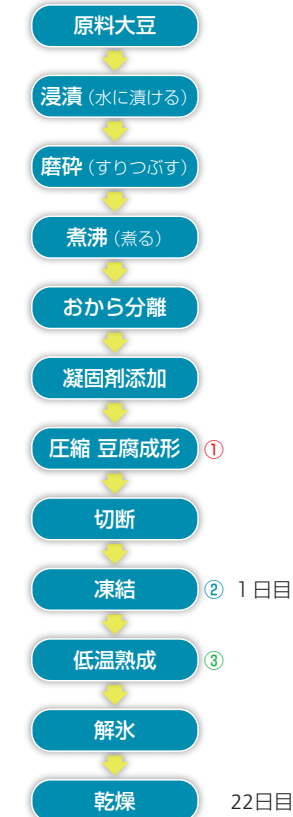 原料大豆
浸漬（水に漬ける）
磨砕（すりつぶす）
煮沸（煮る）
おから分離
凝固剤添加
圧縮 豆腐成形 ①
切断
凍結 ② 1日目
低温熟成 ③
解氷
乾燥 22日目